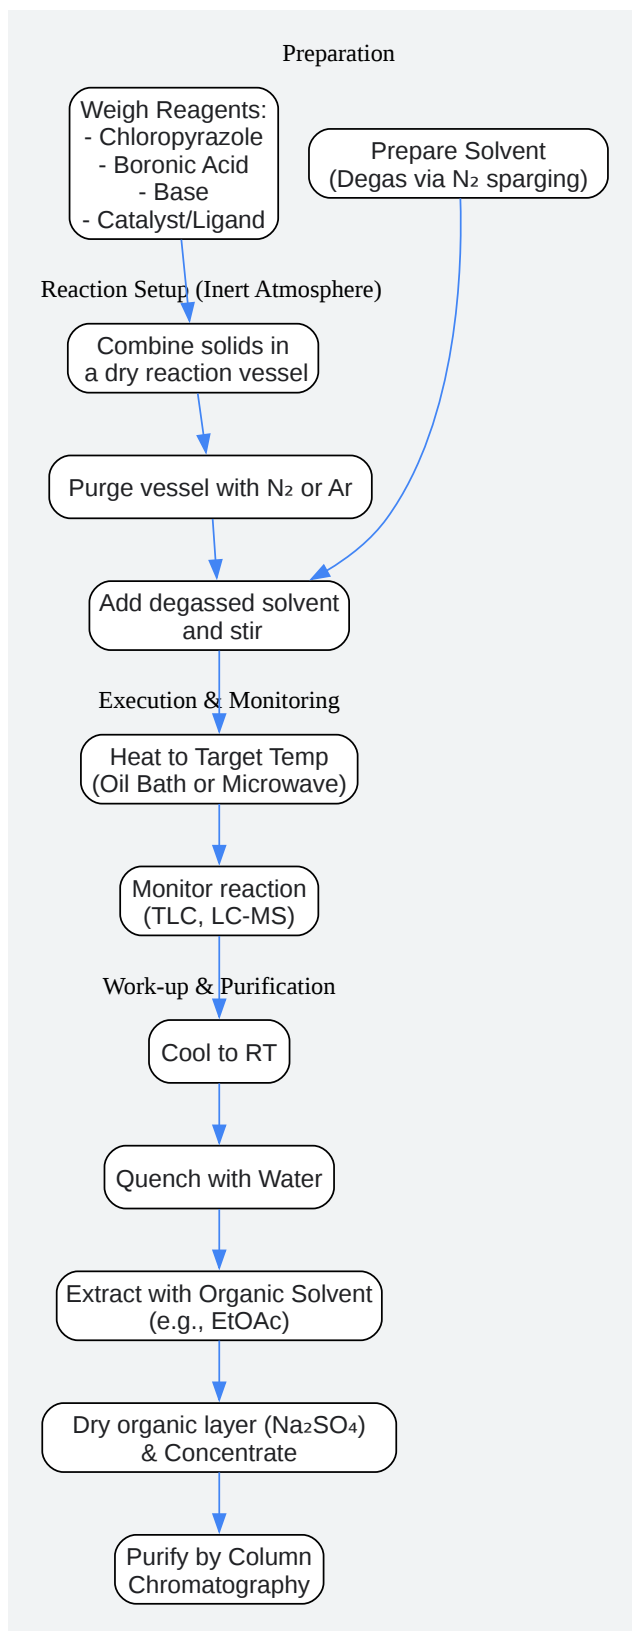 Preparation
Weigh Reagents:
- Chloropyrazole
- Boronic Acid
- Base
- Catalyst/Ligand
Prepare Solvent
(Degas via N₂ sparging)
Reaction Setup (Inert Atmosphere)
Combine solids in
a dry reaction vessel
Purge vessel with N₂ or Ar
Add degassed solvent
and stir
Execution & Monitoring
Heat to Target Temp
(Oil Bath or Microwave)
Monitor reaction
(TLC, LC-MS)
Work-up & Purification
Cool to RT
Quench with Water
Extract with Organic Solvent
(e.g., EtOAc)
Dry organic layer (Na₂SO₄)
& Concentrate
Purify by Column
Chromatography